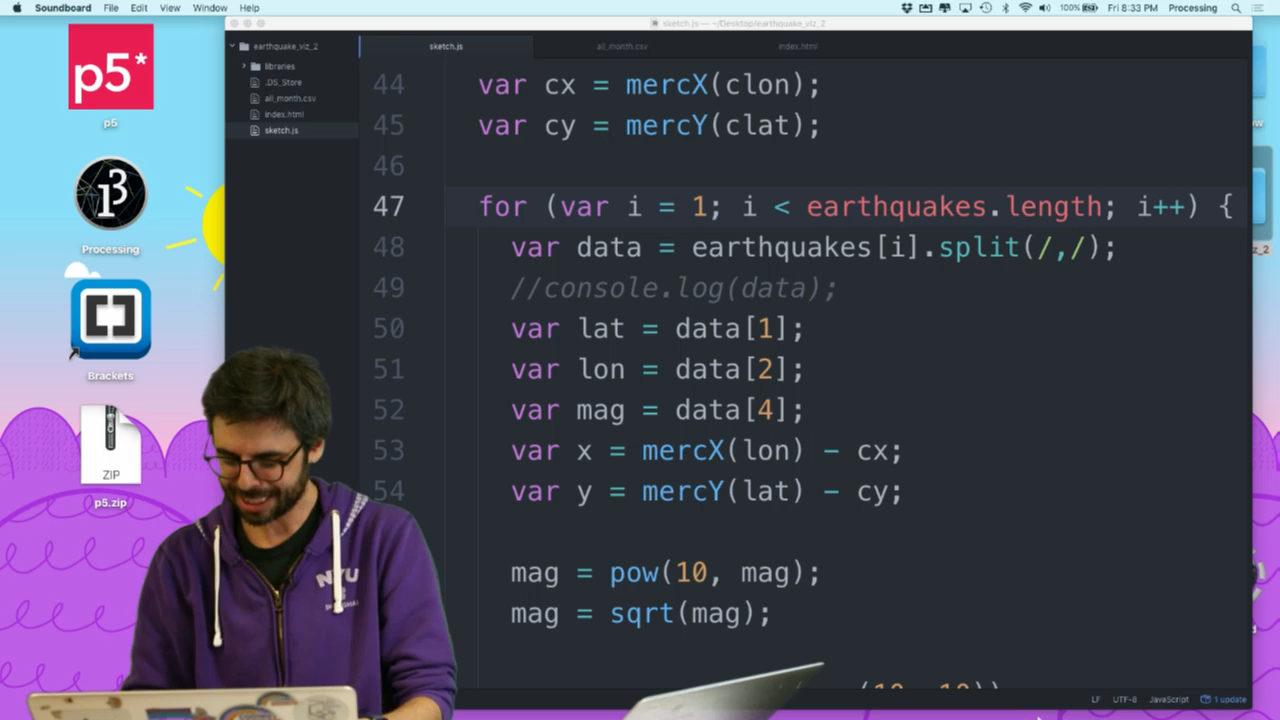 Soundboard File Edit View Window Help 100% Fri 8:33 PM Processing
sketch.js — ~/Desktop/earthquake_viz_2
earthquake_viz_2
libraries
.DS_Store
all_month.csv
index.html
sketch.js
sketch.js all_month.csv index.html
p5*
p5
Processing
Brackets
ZIP
p5.zip
44 var cx = mercX(clon);
45 var cy = mercY(clat);
46
47 for (var i = 1; i < earthquakes.length; i++) {
48 var data = earthquakes[i].split(/,/);
49 //console.log(data);
50 var lat = data[1];
51 var lon = data[2];
52 var mag = data[4];
53 var x = mercX(lon) - cx;
54 var y = mercY(lat) - cy;
mag = pow(10, mag);
mag = sqrt(mag);
NYU
LF UTF-8 JavaScript 1 update